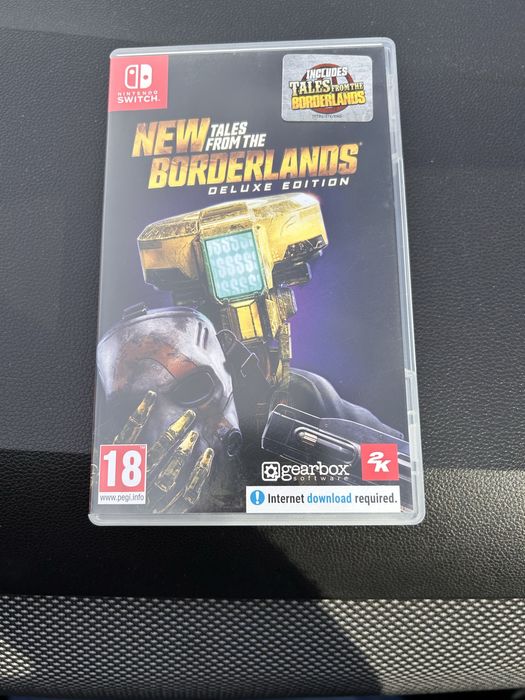 NINTENDO
SWITCH
INCLUDES
TALES FROM THE
BORDERLANDS
NEW TALES
FROM THE
BORDERLANDS
DELUXE EDITION
$$$$
18
www.pegi.info
gearbox
software
2K
! Internet download required.